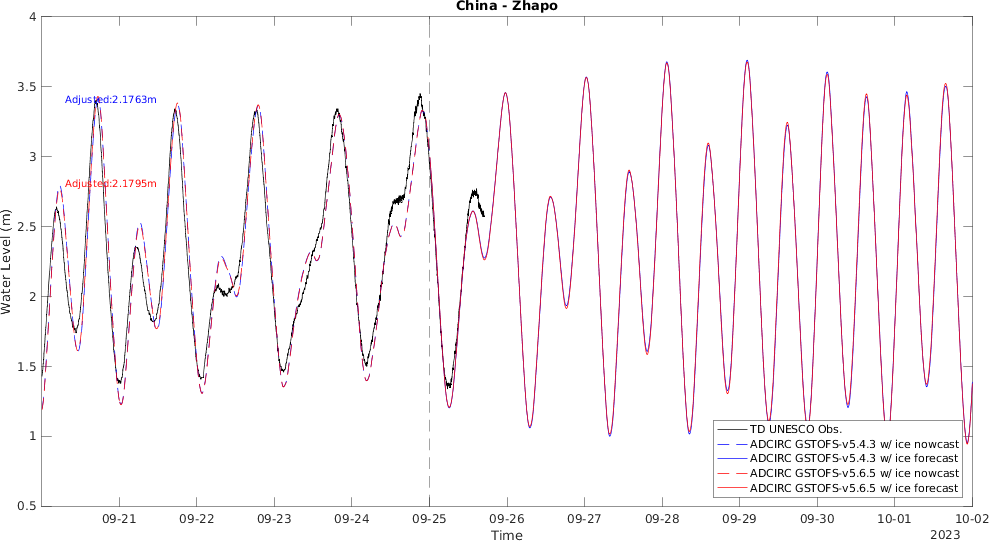 China - Zhapo
Water Level (m)
4
3.5
3
2.5
2
1.5
1
0.5
Adjusted:2.1763m
Adjusted:2.1795m
TD UNESCO Obs.
ADCIRC GSTOFS-v5.4.3 w/ ice nowcast
ADCIRC GSTOFS-v5.4.3 w/ ice forecast
ADCIRC GSTOFS-v5.6.5 w/ ice nowcast
ADCIRC GSTOFS-v5.6.5 w/ ice forecast
09-21 09-22 09-23 09-24 09-25 09-26 09-27 09-28 09-29 09-30 10-01 10-02
Time
2023